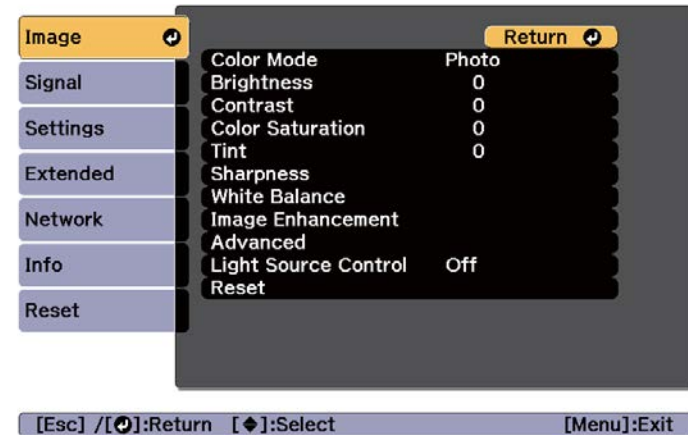 Image
Signal
Settings
Extended
Network
Info
Reset
Return
Color Mode Photo
Brightness 0
Contrast 0
Color Saturation 0
Tint 0
Sharpness
White Balance
Image Enhancement
Advanced
Light Source Control Off
Reset
[Esc] /[⏎]:Return [◆]:Select [Menu]:Exit